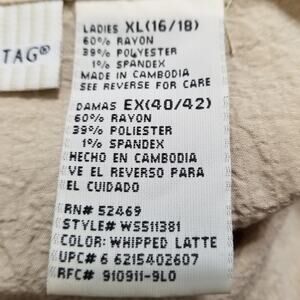 TAG®
LADIES XL(16/18)
60% RAYON
39% POLYESTER
1% SPANDEX
MADE IN CAMBODIA
SEE REVERSE FOR CARE
DAMAS EX(40/42)
60% RAYON
39% POLIESTER
1% SPANDEX
HECHO EN CAMBODIA
VE EL REVERSO PARA
EL CUIDADO
RN# 52469
STYLE# WS511381
COLOR: WHIPPED LATTE
UPC# 6 6215402607
RFC# 910911-9L0